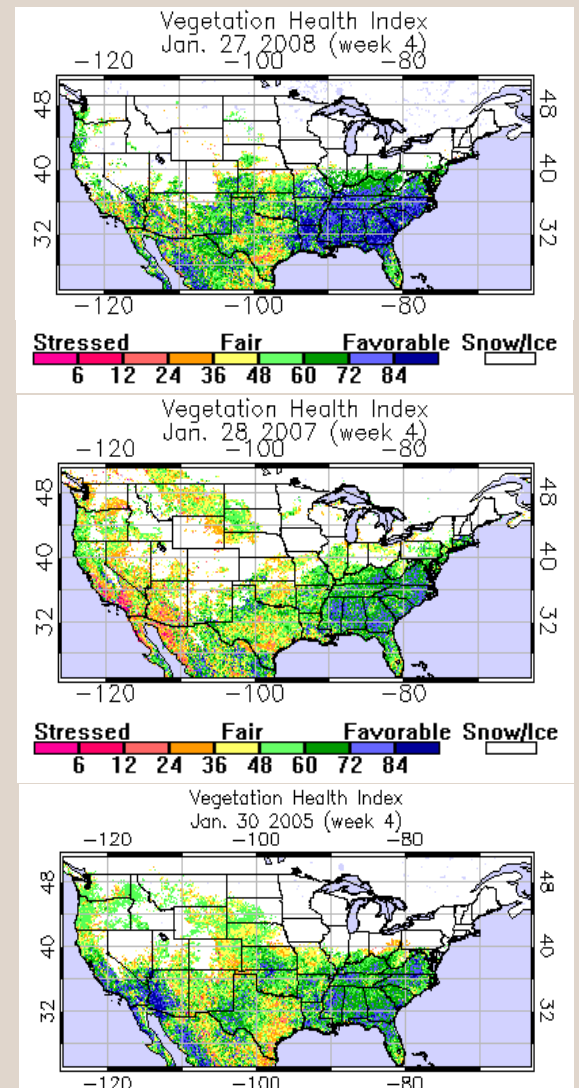 Vegetation Health Index
Jan. 27 2008 (week 4)
-120 -100 -80
48 48
40 40
32 32
-120 -100 -80
Stressed Fair Favorable Snow/Ice
6 12 24 36 48 60 72 84
Vegetation Health Index
Jan. 28 2007 (week 4)
-120 -100 -80
48 48
40 40
32 32
-120 -100 -80
Stressed Fair Favorable Snow/Ice
6 12 24 36 48 60 72 84
Vegetation Health Index
Jan. 30 2005 (week 4)
-120 -100 -80
48 48
40 40
32 32
-120 -100 -80